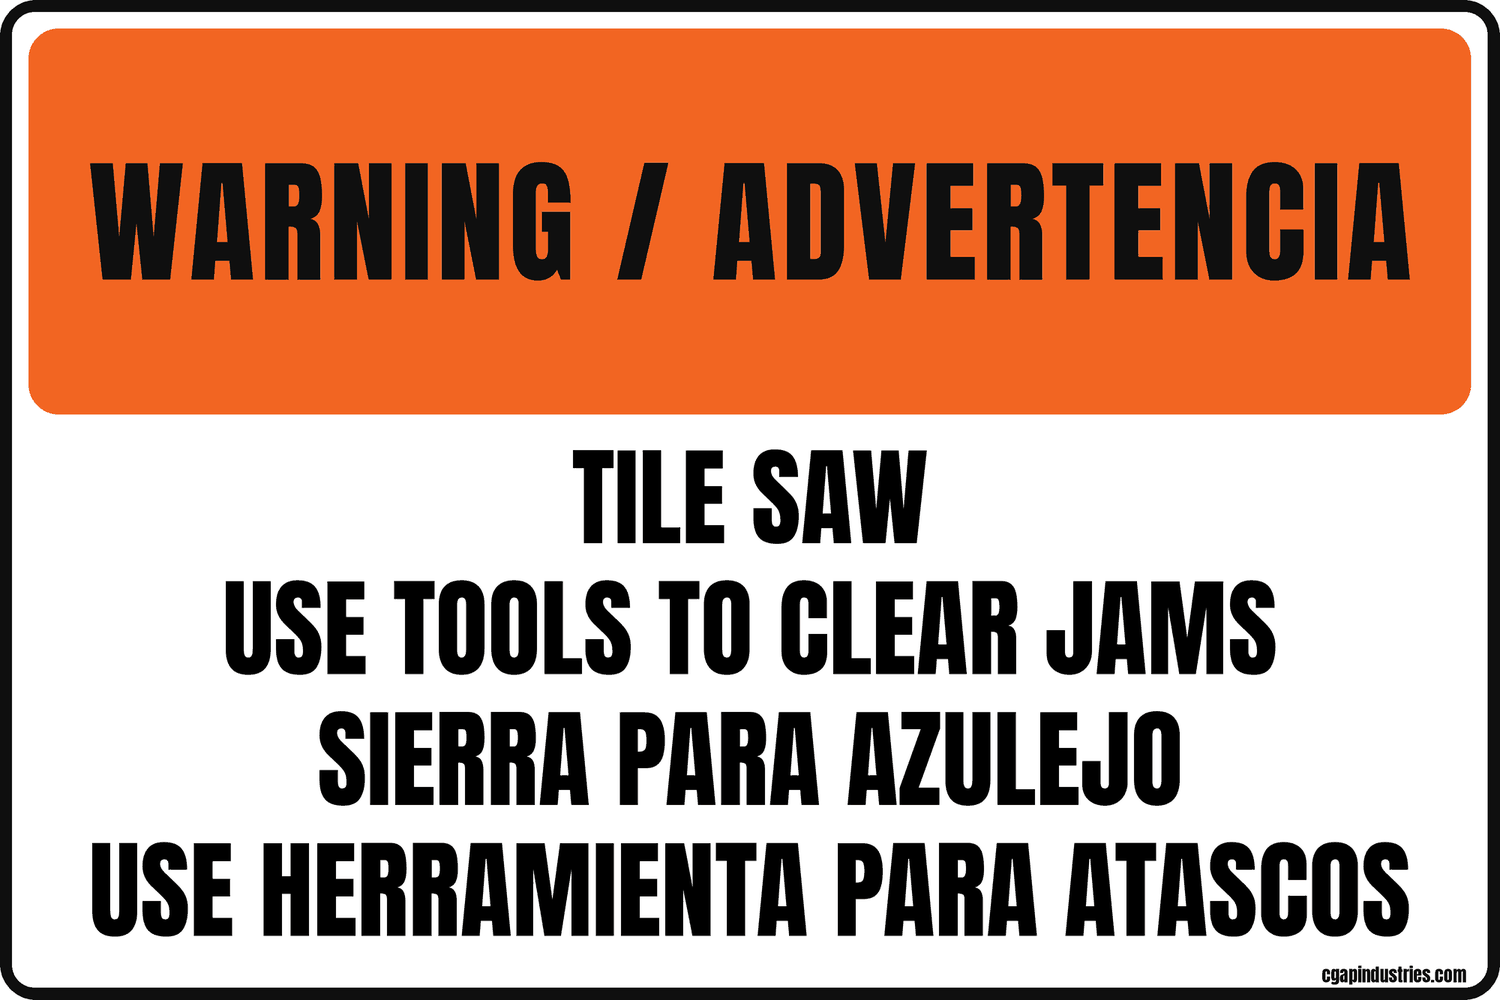 WARNING / ADVERTENCIA
TILE SAW
USE TOOLS TO CLEAR JAMS
SIERRA PARA AZULEJO
USE HERRAMIENTA PARA ATASCOS
cgapindustries.com